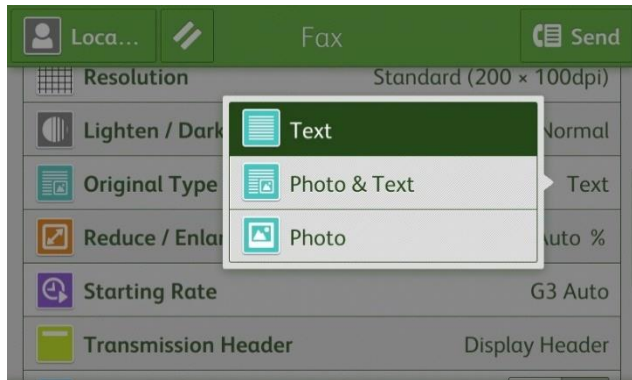 Loca...
Fax
Send
Resolution Standard (200 × 100dpi)
Lighten / Dark Normal
Text
Original Type Text
Photo & Text
Reduce / Enlar Auto %
Photo
Starting Rate G3 Auto
Transmission Header Display Header